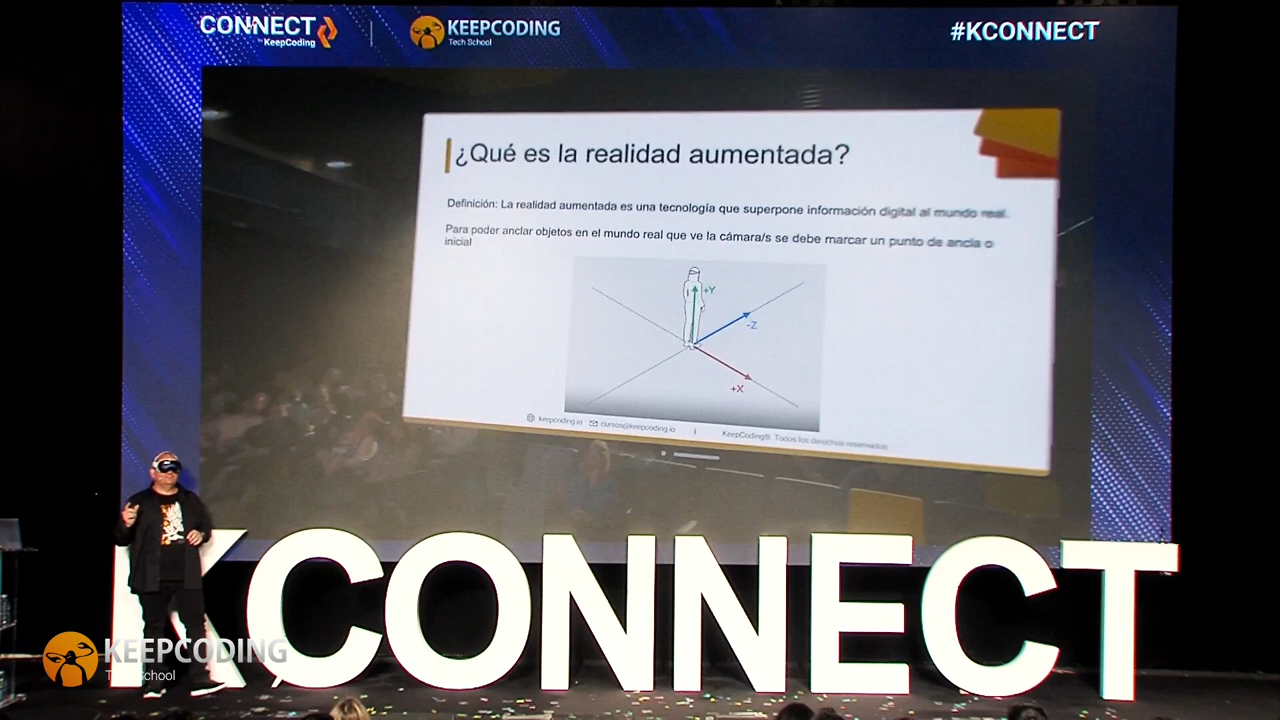 CONNECT
by KeepCoding
KEEPCODING
Tech School
#KCONNECT
¿Qué es la realidad aumentada?
Definición: La realidad aumentada es una tecnología que superpone información digital al mundo real.
Para poder anclar objetos en el mundo real que ve la cámara/s se debe marcar un punto de ancla o
inicial
+Y
-Z
+X
keepcoding.io cursos@keepcoding.io | KeepCoding®. Todos los derechos reservados
KCONNECT
KEEPCODING
Tech School